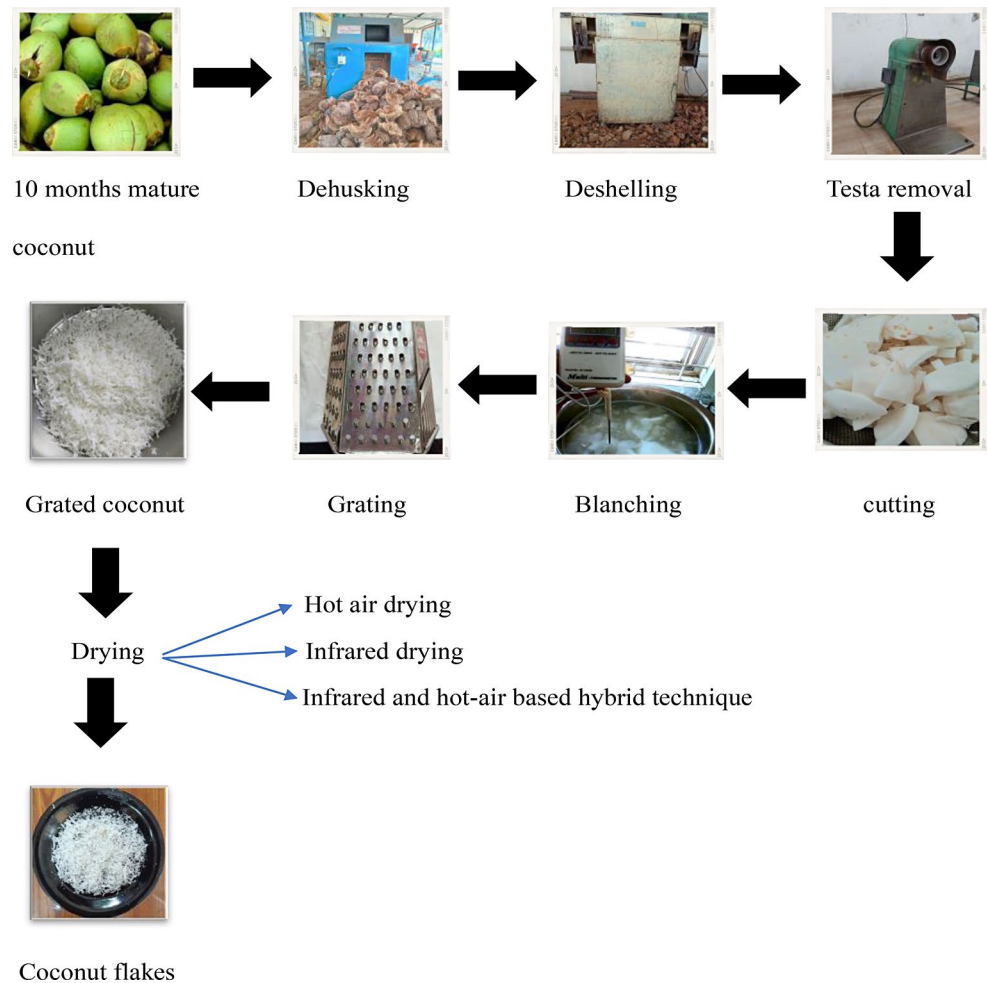 10 months mature
coconut
Dehusking
Deshelling
Testa removal
Grated coconut
Grating
Blanching
cutting
Drying
Hot air drying
Infrared drying
Infrared and hot-air based hybrid technique
Coconut flakes